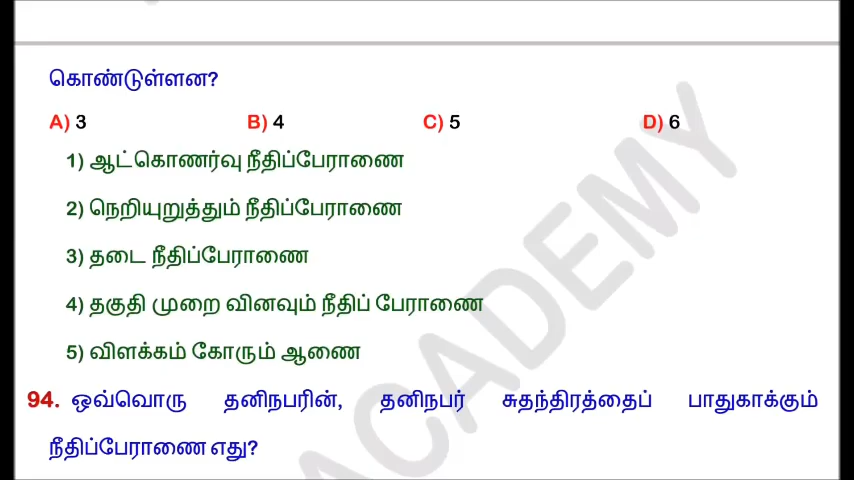 கொண்டுள்ளன?
A) 3 B) 4 C) 5 D) 6
1) ஆட்கொணர்வு நீதிப்பேராணை
2) நெறியுறுத்தும் நீதிப்பேராணை
3) தடை நீதிப்பேராணை
4) தகுதி முறை வினவும் நீதிப் பேராணை
5) விளக்கம் கோரும் ஆணை
94. ஒவ்வொரு தனிநபரின், தனிநபர் சுதந்திரத்தைப் பாதுகாக்கும்
நீதிப்பேராணை எது?
ACADEMY